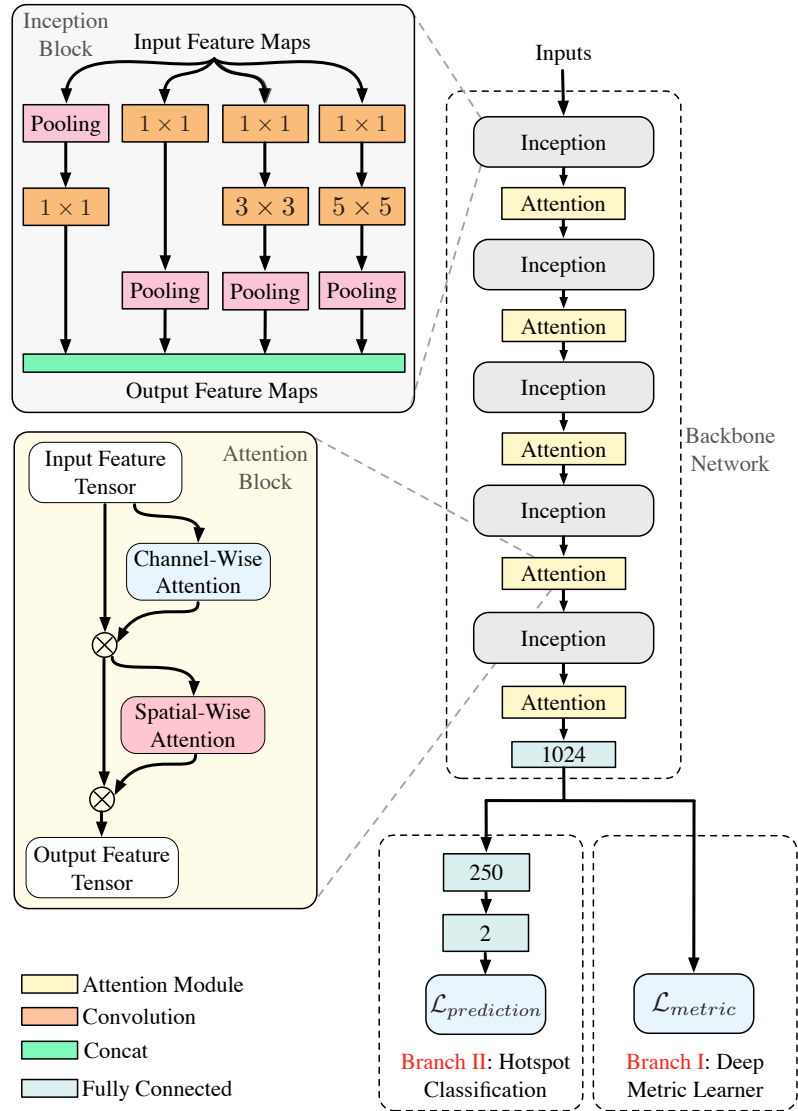 Inception
Block
Input Feature Maps
Pooling
1 × 1
1 × 1
1 × 1
1 × 1
3 × 3
5 × 5
Pooling
Pooling
Pooling
Output Feature Maps
Attention
Block
Input Feature
Tensor
Channel-Wise
Attention
Spatial-Wise
Attention
Output Feature
Tensor
Inputs
Inception
Attention
Inception
Attention
Inception
Attention
Inception
Attention
Inception
Attention
1024
Backbone
Network
250
2
ℒprediction
Branch II: Hotspot
Classification
ℒmetric
Branch I: Deep
Metric Learner
Attention Module
Convolution
Concat
Fully Connected